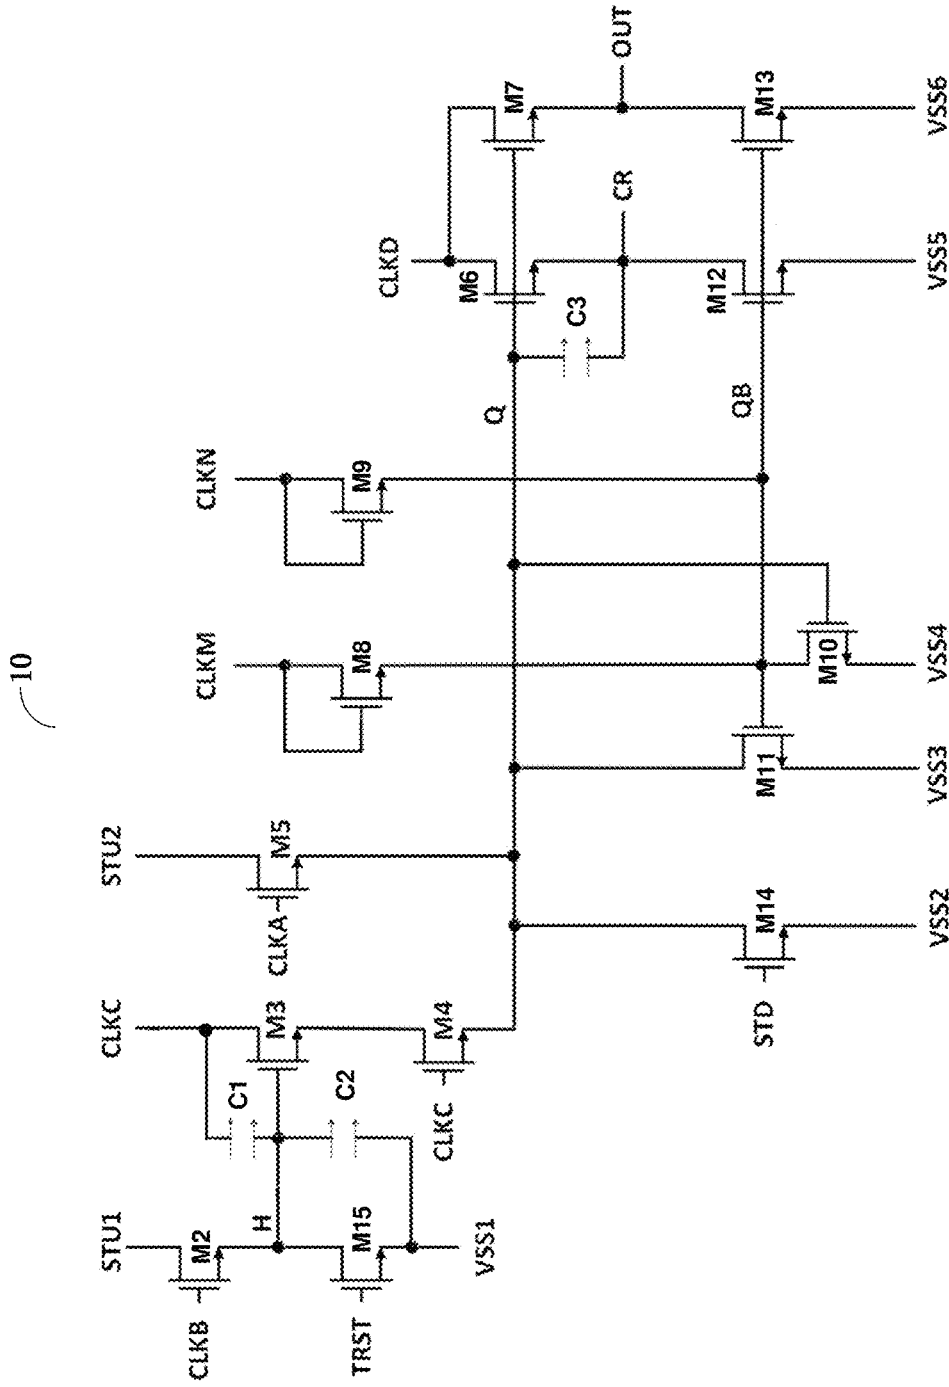 10
STU1
CLKC
STU2
CLKM
CLKN
CLKD
CLKB
M2
H
C1
M3
CLKA
M5
M8
M9
M6
M7
TRST
M15
C2
M4
CLKC
VSS1
Q
C3
CR
OUT
STD
M14
M11
M10
QB
M12
M13
VSS2
VSS3
VSS4
VSS5
VSS6